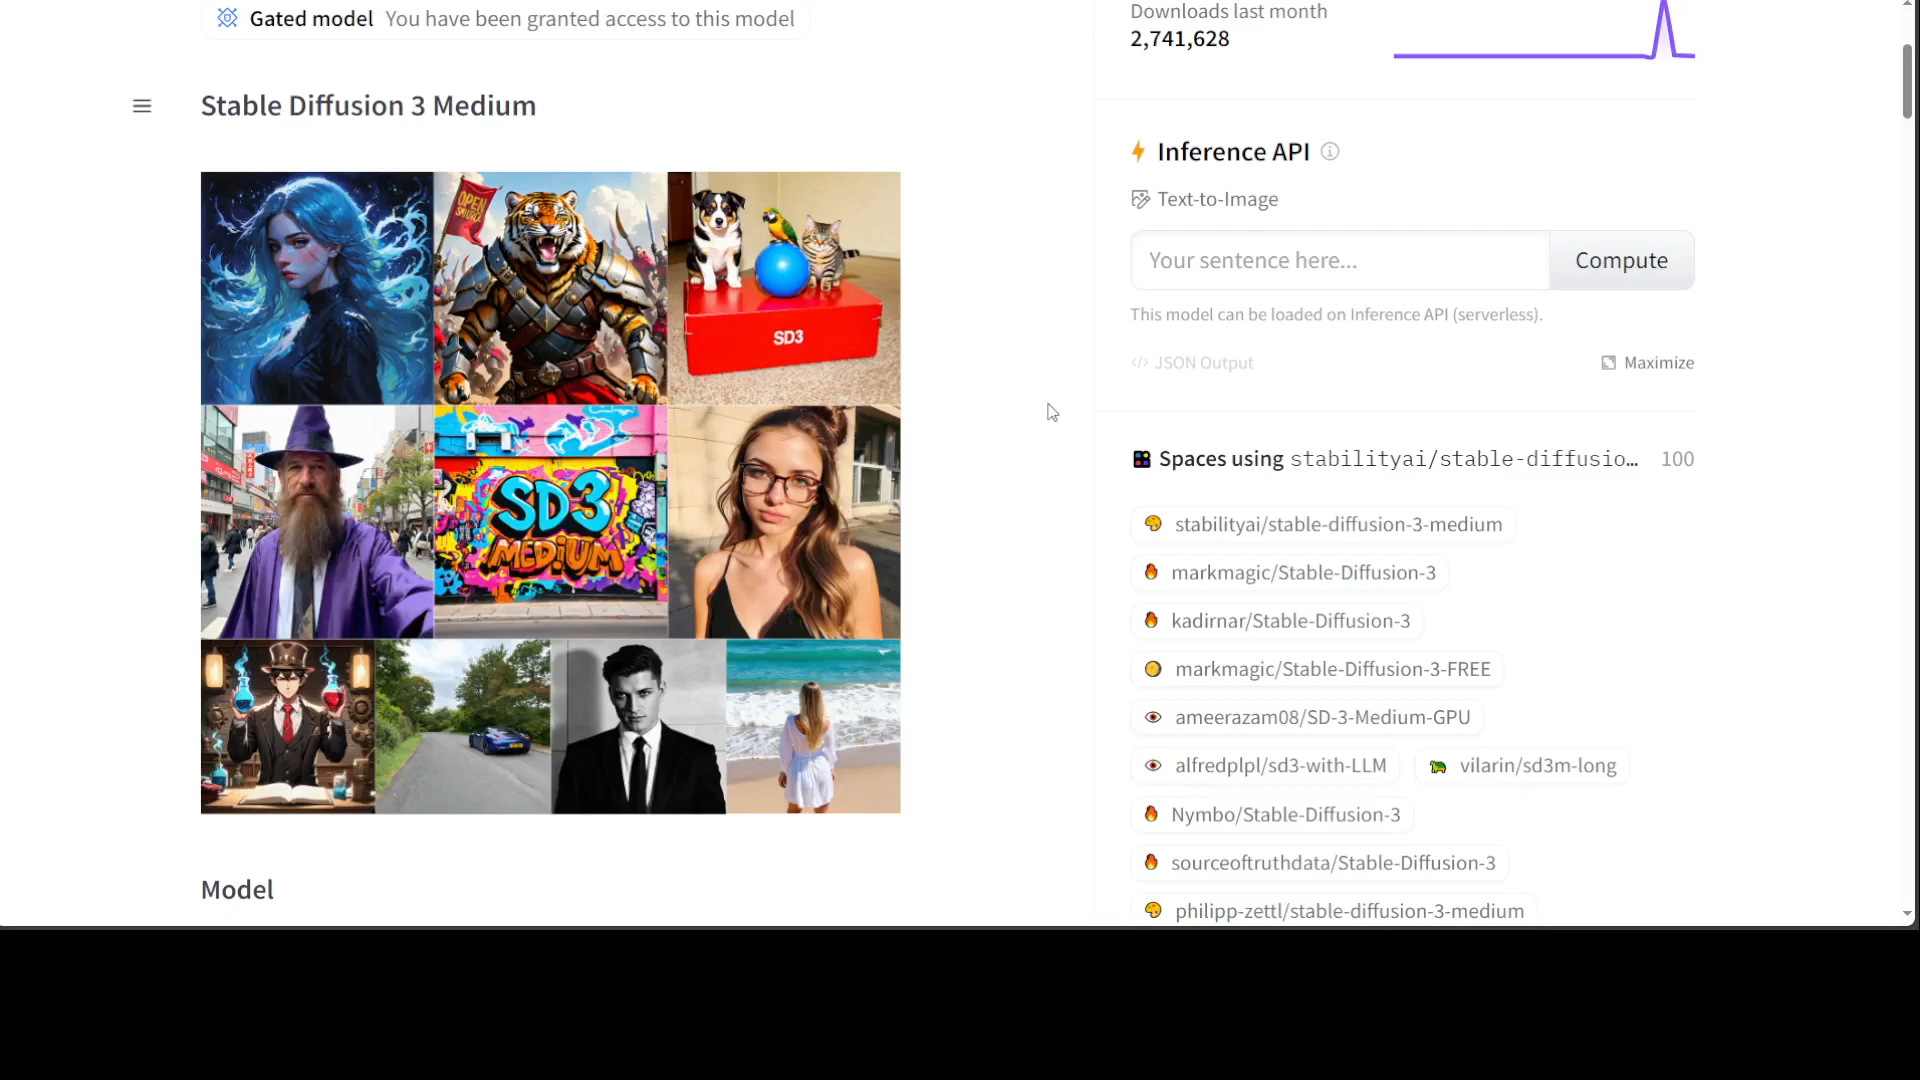 Gated model You have been granted access to this model
Stable Diffusion 3 Medium
OPEN
SOURCE
SD3
SD3
MEDIUM
Model
Downloads last month
2,741,628
Inference API
Text-to-Image
Your sentence here...
Compute
This model can be loaded on Inference API (serverless).
</> JSON Output
Maximize
Spaces using stabilityai/stable-diffusio… 100
stabilityai/stable-diffusion-3-medium
markmagic/Stable-Diffusion-3
kadirnar/Stable-Diffusion-3
markmagic/Stable-Diffusion-3-FREE
ameerazam08/SD-3-Medium-GPU
alfredplpl/sd3-with-LLM
vilarin/sd3m-long
Nymbo/Stable-Diffusion-3
sourceoftruthdata/Stable-Diffusion-3
philipp-zettl/stable-diffusion-3-medium